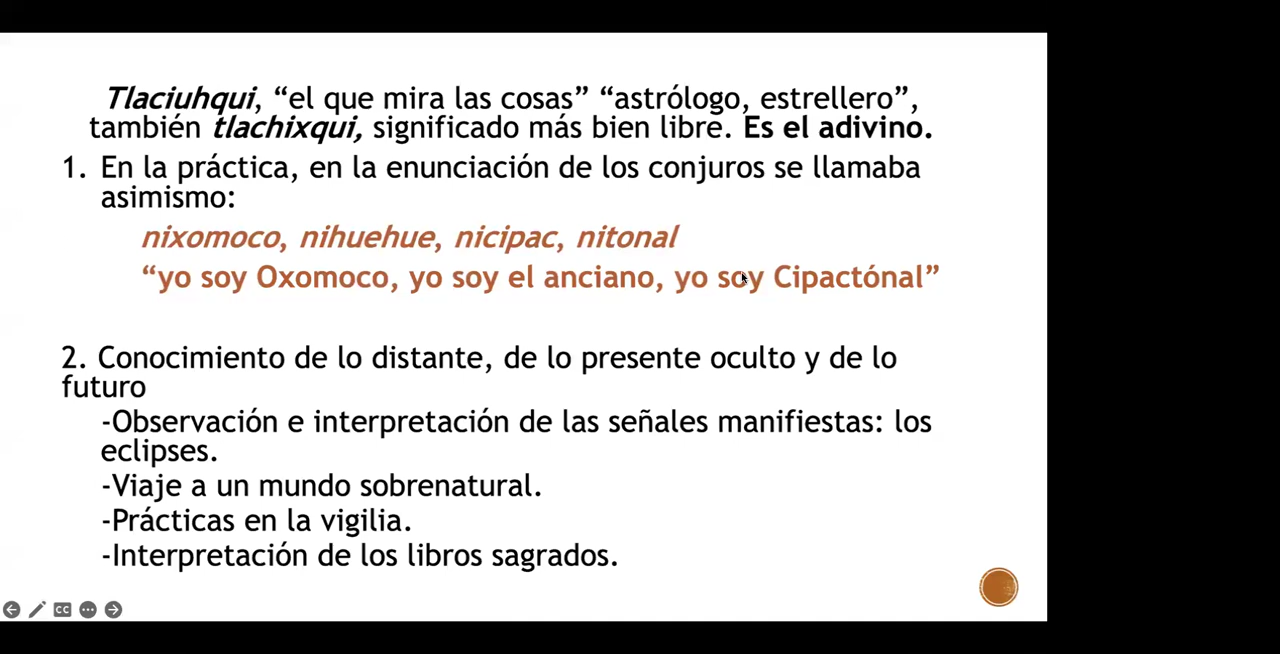 Tlaciuhqui, “el que mira las cosas” “astrólogo, estrellero”,
también tlachixqui, significado más bien libre. Es el adivino.
1. En la práctica, en la enunciación de los conjuros se llamaba
asimismo:
nixomoco, nihuehue, nicipac, nitonal
“yo soy Oxomoco, yo soy el anciano, yo soy Cipactónal”
2. Conocimiento de lo distante, de lo presente oculto y de lo
futuro
-Observación e interpretación de las señales manifiestas: los
eclipses.
-Viaje a un mundo sobrenatural.
-Prácticas en la vigilia.
-Interpretación de los libros sagrados.
CC